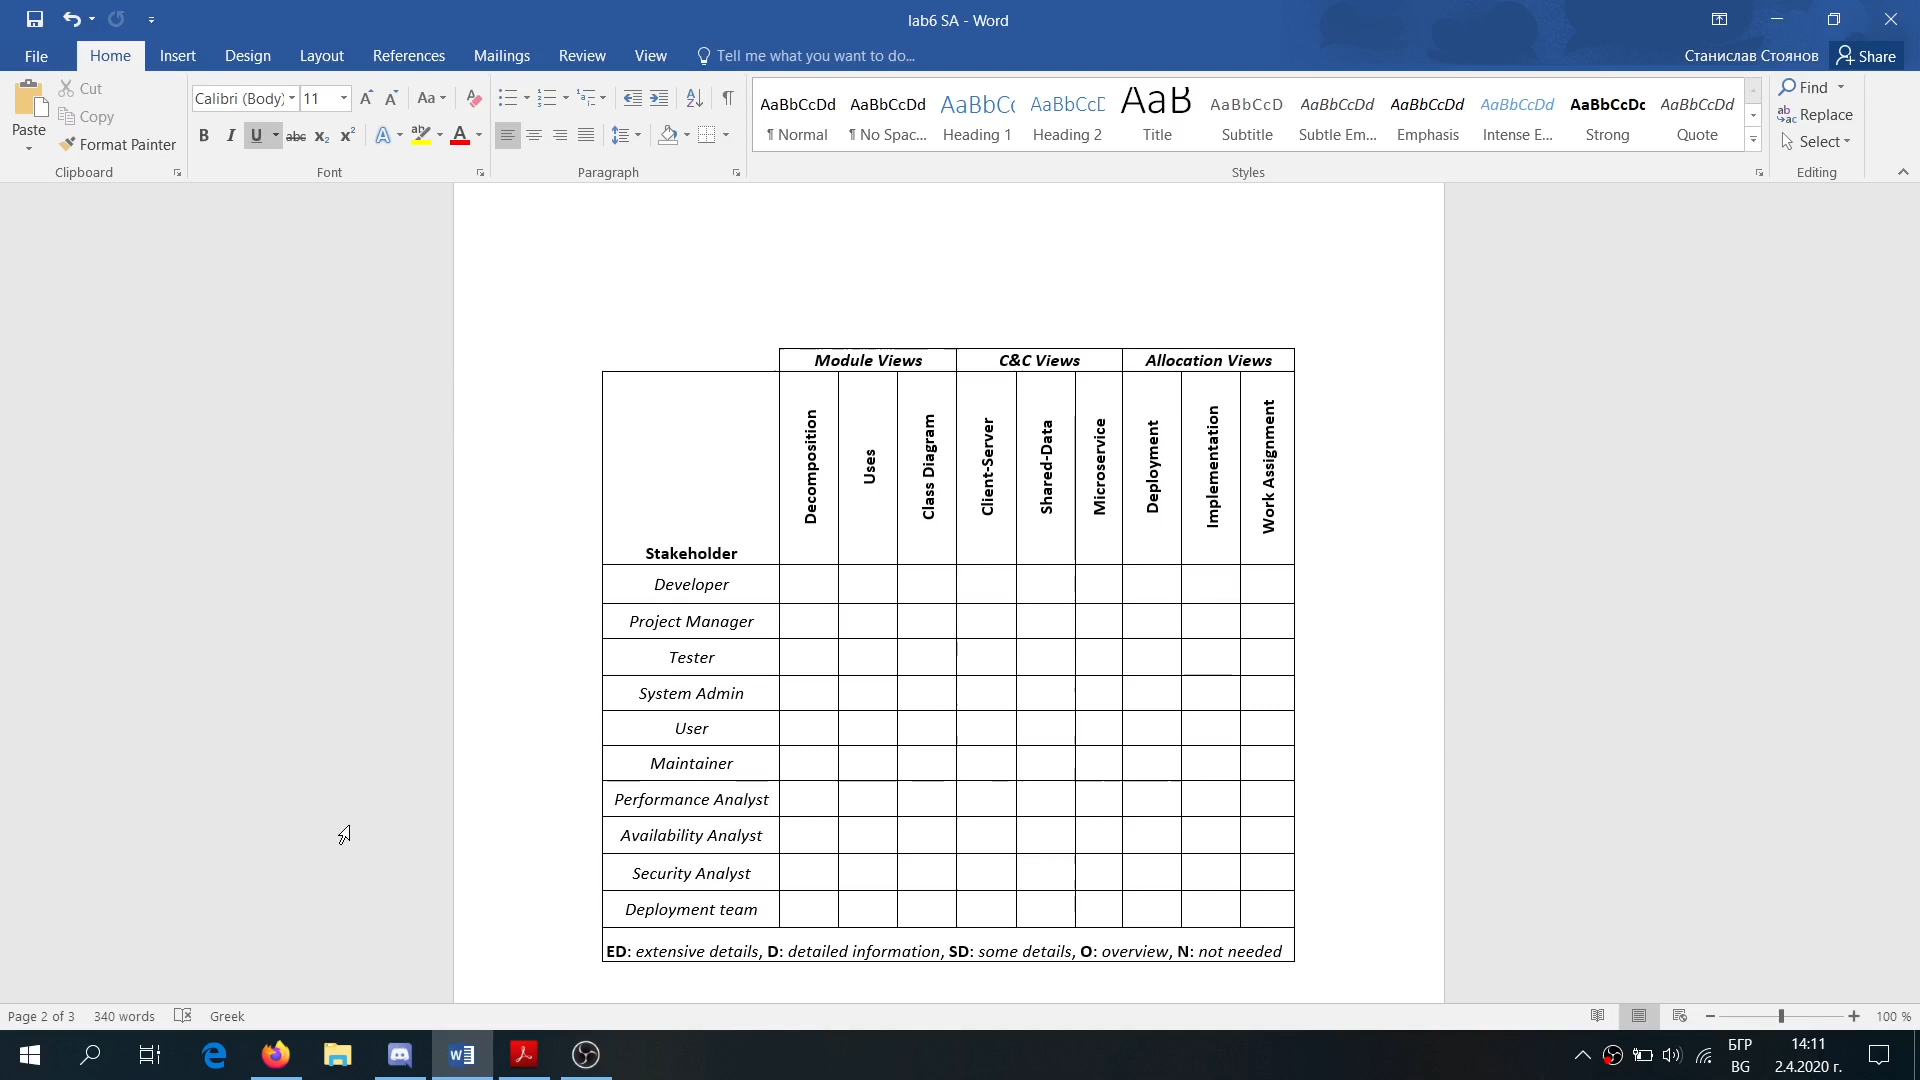 lab6 SA - Word
File
Home
Insert
Design
Layout
References
Mailings
Review
View
Tell me what you want to do...
Станислав Стоянов
Share
Paste
Cut
Copy
Format Painter
Clipboard
Calibri (Body)
11
Font
Paragraph
AaBbCcDd
¶ Normal
AaBbCcDd
¶ No Spac...
AaBbCc
Heading 1
AaBbCcD
Heading 2
AaB
Title
AaBbCcD
Subtitle
AaBbCcDd
Subtle Em...
AaBbCcDd
Emphasis
AaBbCcDd
Intense E...
AaBbCcDc
Strong
AaBbCcDd
Quote
Styles
Find
Replace
Select
Editing
Module Views
C&C Views
Allocation Views
Stakeholder
Decomposition
Uses
Class Diagram
Client-Server
Shared-Data
Microservice
Deployment
Implementation
Work Assignment
Developer
Project Manager
Tester
System Admin
User
Maintainer
Performance Analyst
Availability Analyst
Security Analyst
Deployment team
ED: extensive details, D: detailed information, SD: some details, O: overview, N: not needed
Page 2 of 3
340 words
Greek
100 %
БГР
BG
14:11
2.4.2020 г.